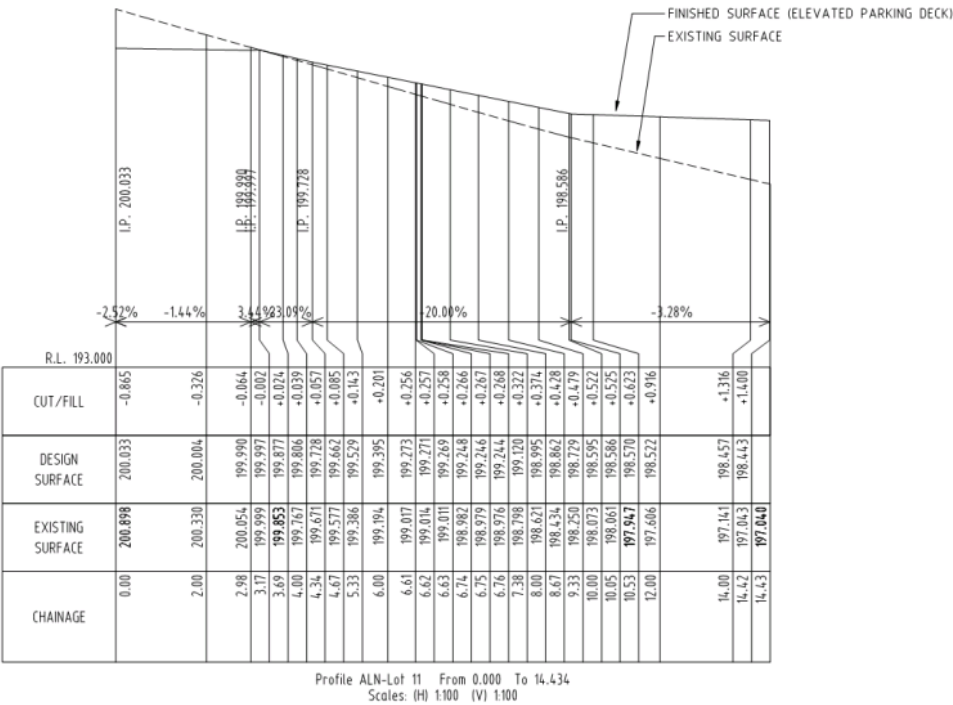 FINISHED SURFACE (ELEVATED PARKING DECK)
EXISTING SURFACE
I.P. 200.033
I.P. 199.990
I.P. 199.997
I.P. 199.728
I.P. 198.586
-2.52% -1.44% 3.44% -23.09% -20.00% -3.28%
R.L. 193.000
CUT/FILL -0.865 -0.326 -0.064 -0.002 +0.024 +0.039 +0.057 +0.085 +0.143 +0.201 +0.256 +0.257 +0.258 +0.266 +0.267 +0.268 +0.322 +0.374 +0.428 +0.479 +0.522 +0.525 +0.623 +0.916 +1.316 +1.400
DESIGN
SURFACE 200.033 200.004 199.990 199.997 199.877 199.806 199.728 199.662 199.529 199.395 199.273 199.271 199.269 199.248 199.246 199.244 199.120 198.995 198.862 198.729 198.595 198.586 198.570 198.522 198.457 198.443
EXISTING
SURFACE 200.898 200.330 200.054 199.999 199.853 199.767 199.671 199.577 199.386 199.194 199.017 199.014 199.011 198.982 198.979 198.976 198.798 198.621 198.434 198.250 198.073 198.061 197.947 197.606 197.141 197.043 197.040
CHAINAGE 0.00 2.00 2.98 3.17 3.69 4.00 4.34 4.67 5.33 6.00 6.61 6.62 6.63 6.74 6.75 6.76 7.38 8.00 8.67 9.33 10.00 10.05 10.53 12.00 14.00 14.42 14.43
Profile ALN-Lot 11 From 0.000 To 14.434
Scales: (H) 1:100 (V) 1:100